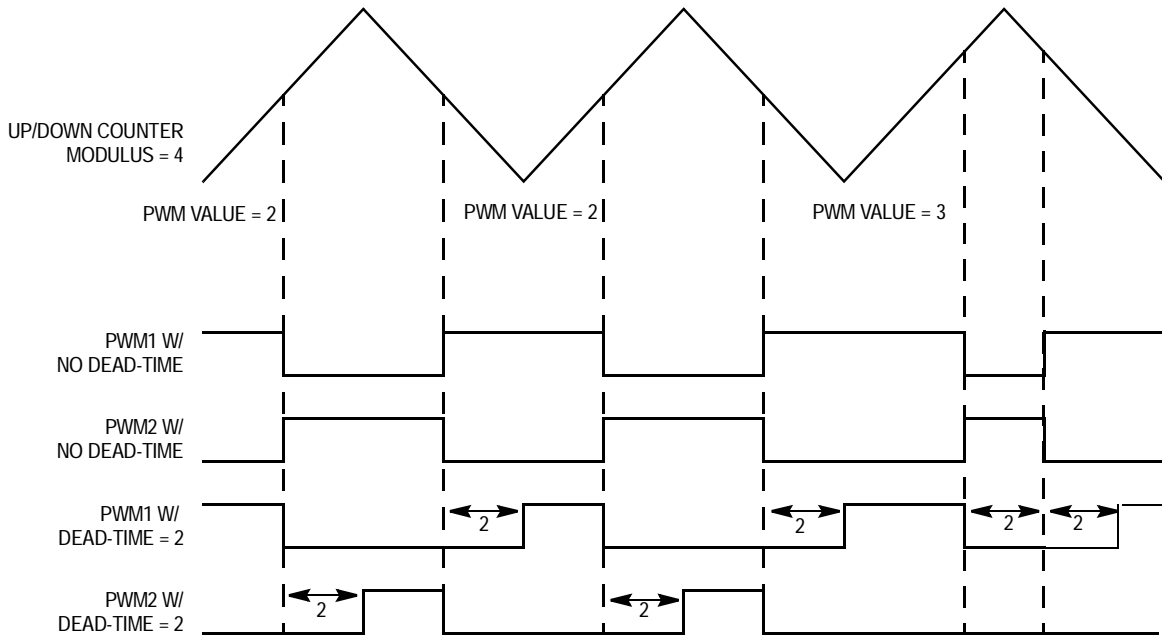 UP/DOWN COUNTER
MODULUS = 4
PWM VALUE = 2
PWM VALUE = 2
PWM VALUE = 3
PWM1 W/
NO DEAD-TIME
PWM2 W/
NO DEAD-TIME
PWM1 W/
DEAD-TIME = 2
2
2
2
2
PWM2 W/
DEAD-TIME = 2
2
2